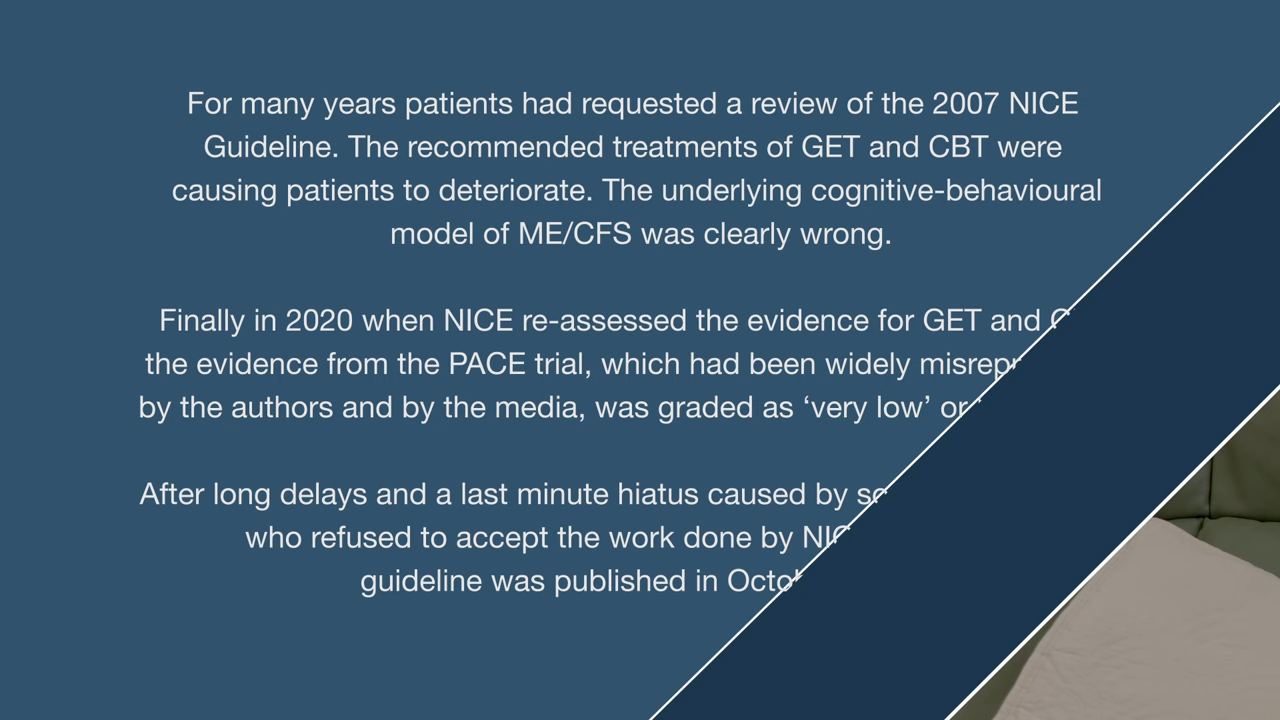 For many years patients had requested a review of the 2007 NICE
Guideline. The recommended treatments of GET and CBT were
causing patients to deteriorate. The underlying cognitive-behavioural
model of ME/CFS was clearly wrong.
Finally in 2020 when NICE re-assessed the evidence for GET and
the evidence from the PACE trial, which had been widely
by the authors and by the media, was graded as ‘very low’ or
After long delays and a last minute hiatus caused by
who refused to accept the work done by
guideline was published in